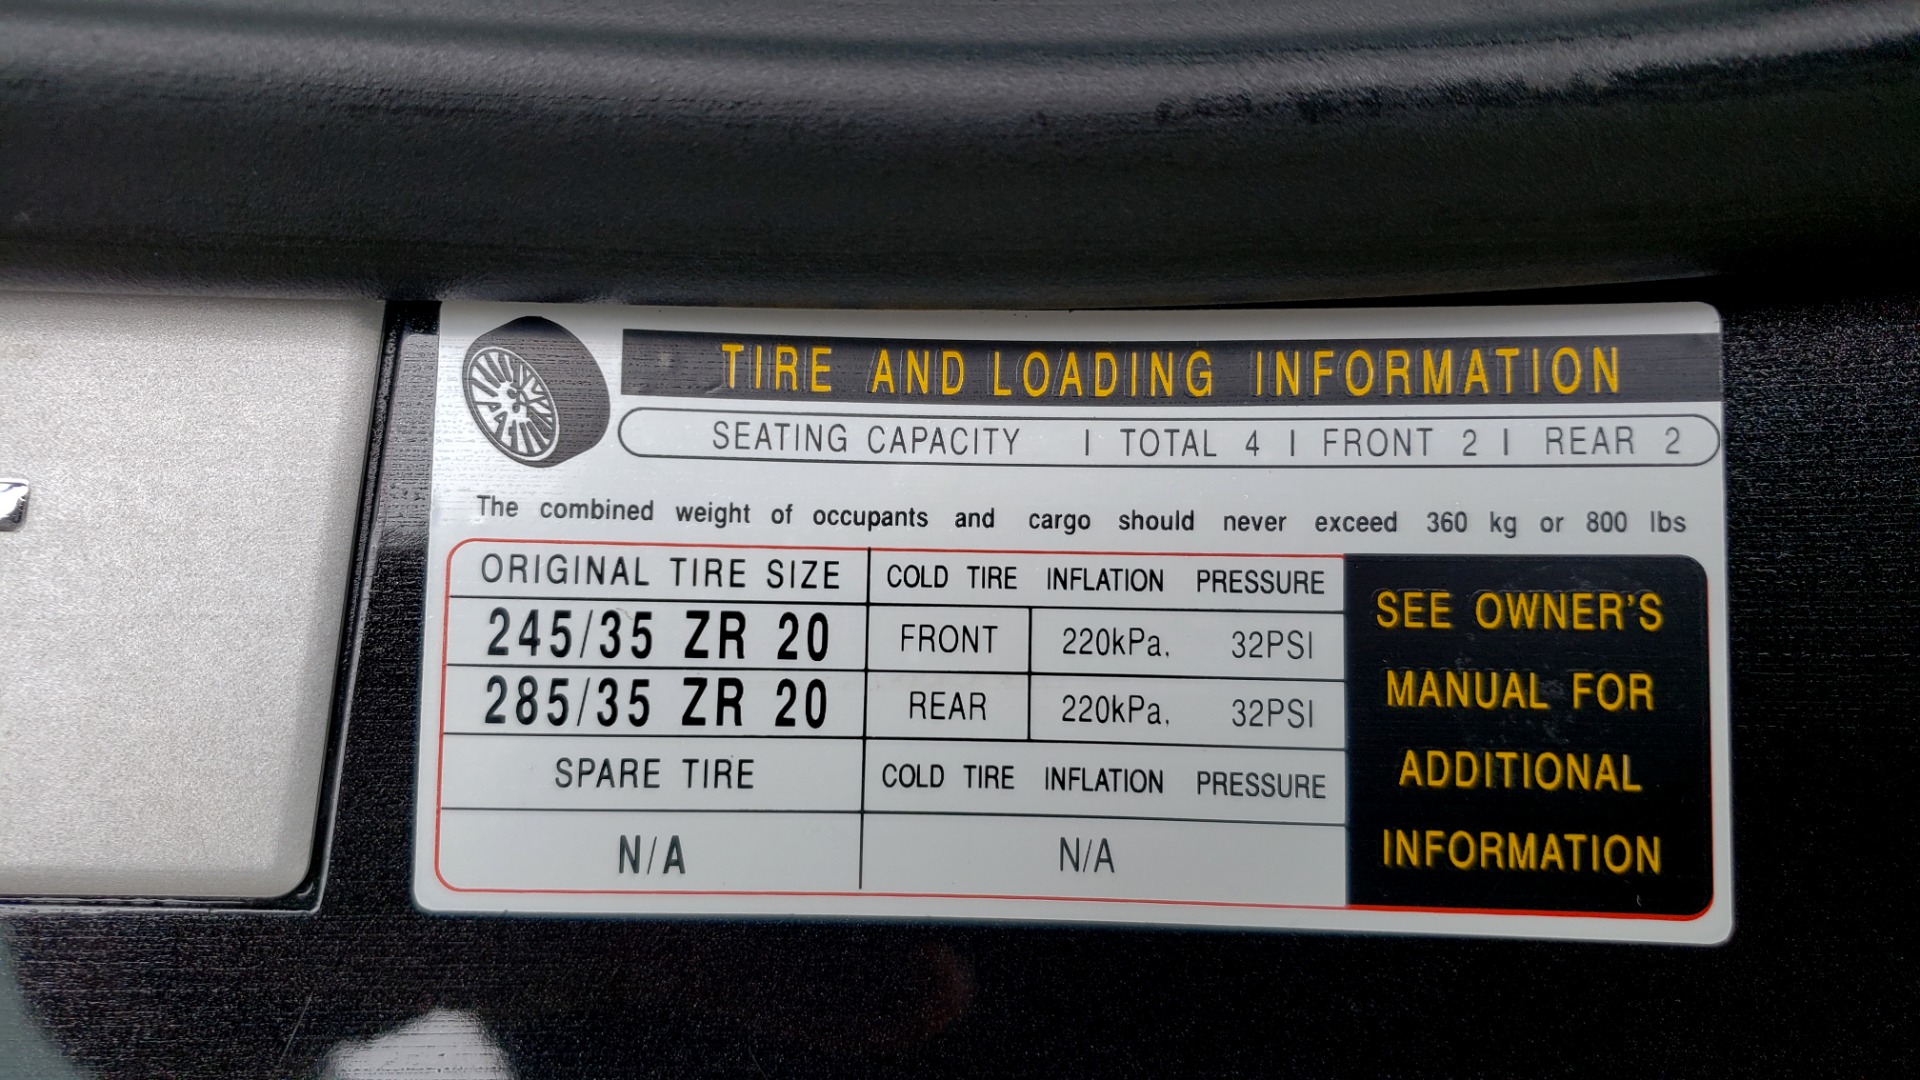 TIRE AND LOADING INFORMATION
SEATING CAPACITY | TOTAL 4 | FRONT 2 | REAR 2
The combined weight of occupants and cargo should never exceed 360 kg or 800 lbs
ORIGINAL TIRE SIZE COLD TIRE INFLATION PRESSURE
245/35 ZR 20 FRONT 220kPa. 32PSI
285/35 ZR 20 REAR 220kPa. 32PSI
SPARE TIRE COLD TIRE INFLATION PRESSURE
N/A N/A
SEE OWNER'S
MANUAL FOR
ADDITIONAL
INFORMATION